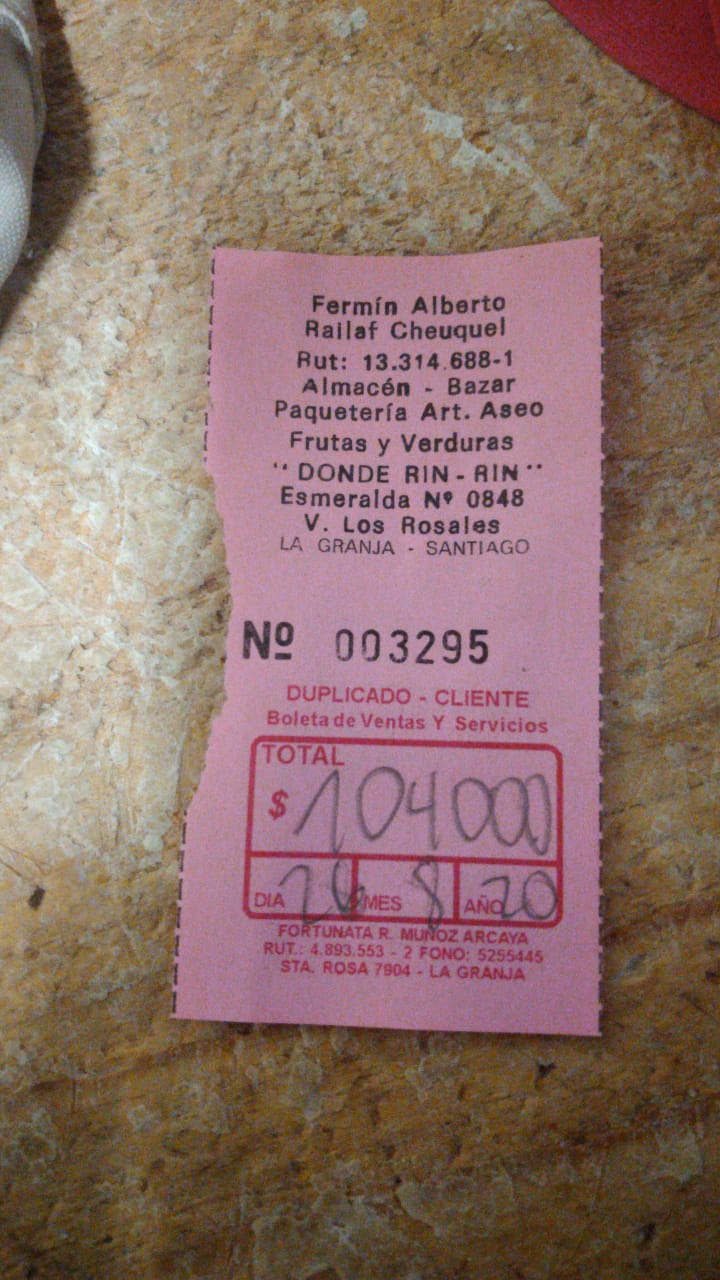 Fermín Alberto
Railaf Cheuquel
Rut: 13.314.688-1
Almacén - Bazar
Paquetería Art. Aseo
Frutas y Verduras
" DONDE RIN - RIN "
Esmeralda Nº 0848
V. Los Rosales
LA GRANJA - SANTIAGO
Nº 003295
DUPLICADO - CLIENTE
Boleta de Ventas Y Servicios
TOTAL
$ 104000
DIA 26 MES 8 AÑO 20
FORTUNATA R. MUÑOZ ARCAYA
RUT.: 4.893.553 - 2 FONO: 5255445
STA. ROSA 7904 - LA GRANJA